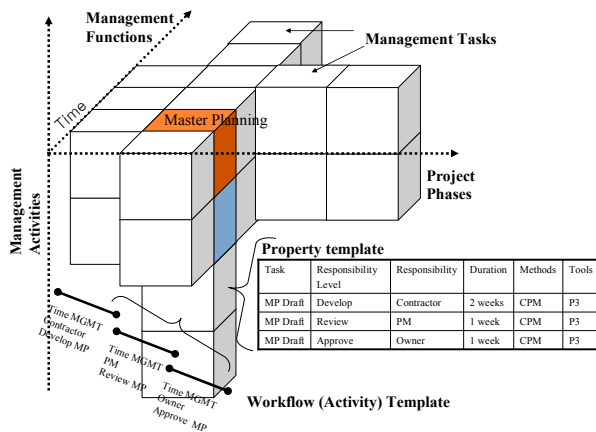 Management
Functions
Management Tasks
Time
Master Planning
Project
Phases
Management
Activities
Property template
Task Responsibility Level Responsibility Duration Methods Tools
MP Draft Develop Contractor 2 weeks CPM P3
MP Draft Review PM 1 week CPM P3
MP Draft Approve Owner 1 week CPM P3
Time MGMT
Contractor
Develop MP
Time MGMT
PM
Review MP
Time MGMT
Owner
Approve MP
Workflow (Activity) Template